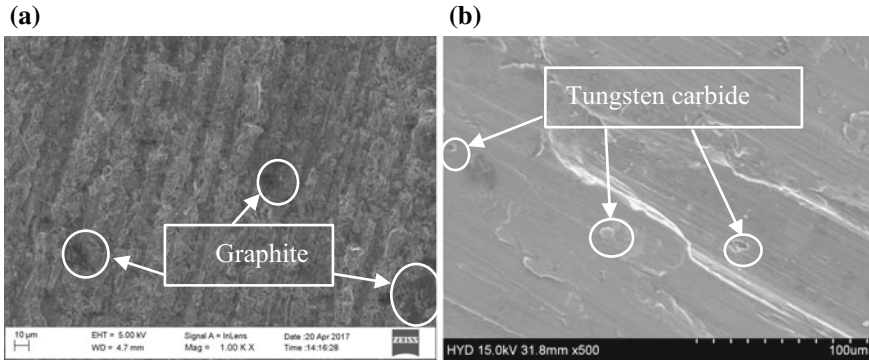 (a)
(b)
Graphite
Tungsten carbide
10 µm
EHT = 5.00 kV
WD = 4.7 mm
Signal A = InLens
Mag = 1.00 K X
Date :20 Apr 2017
Time :14:16:28
ZEISS
HYD 15.0kV 31.8mm x500
100um